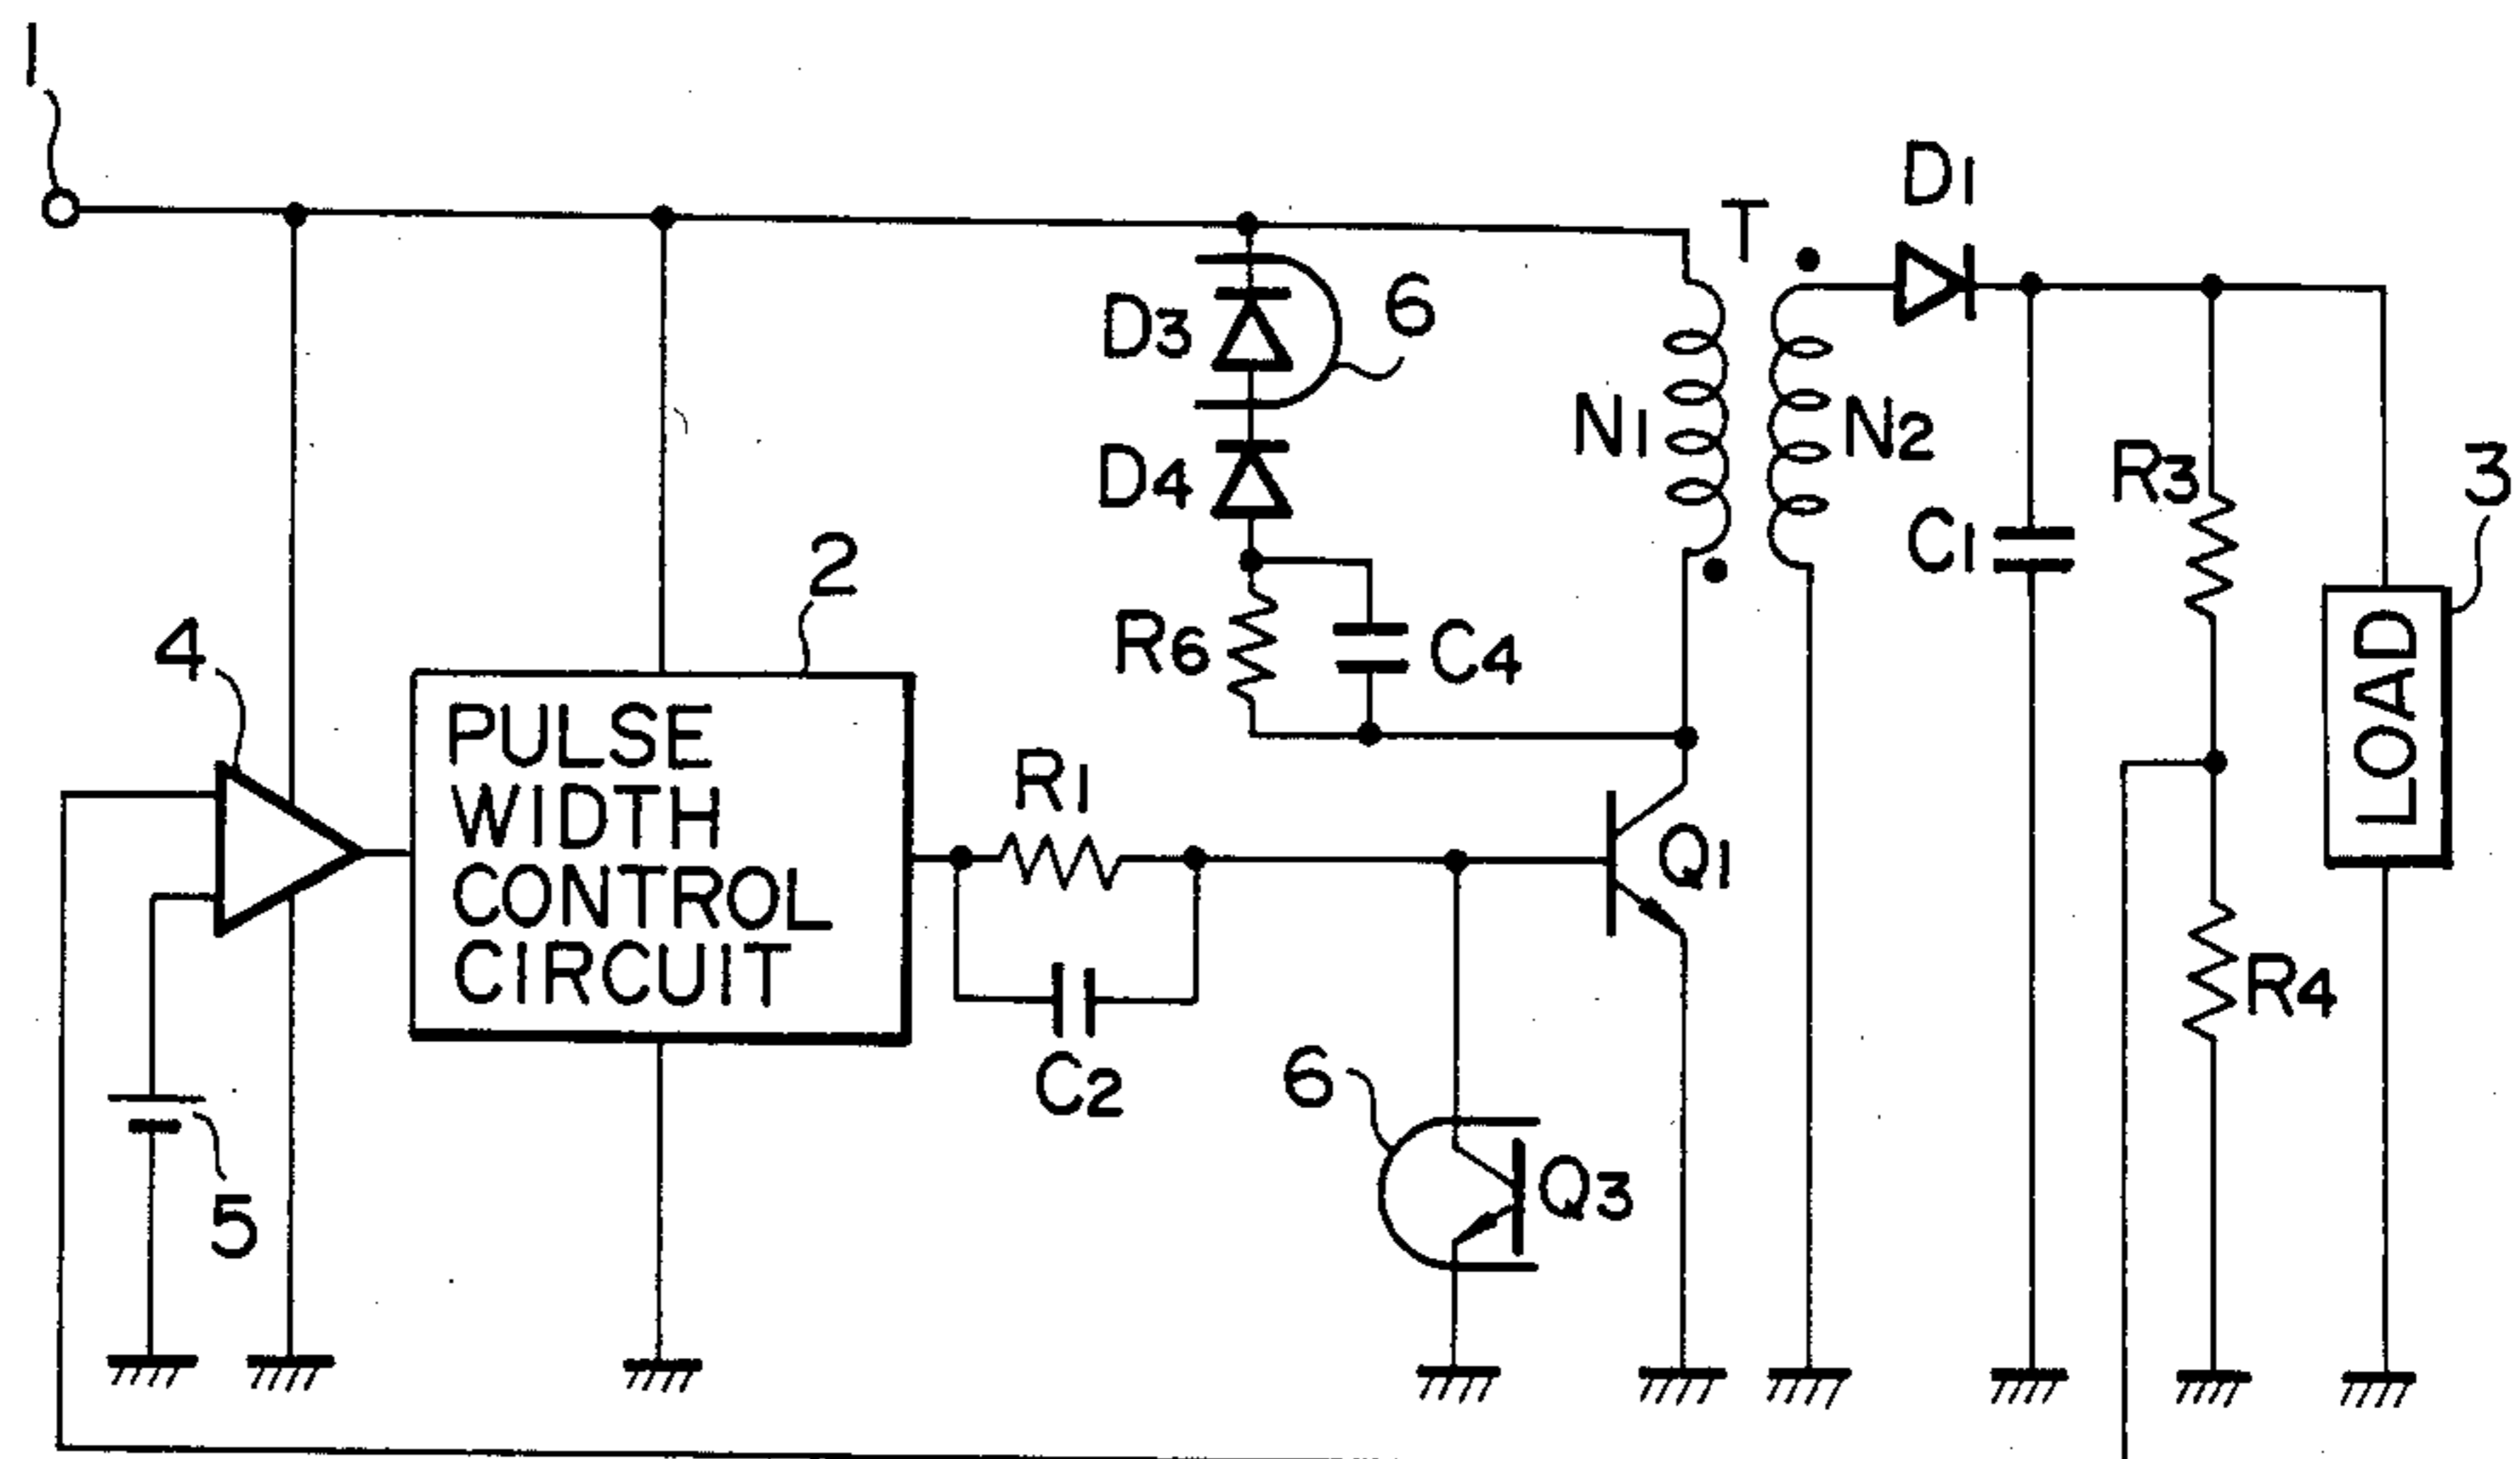 1
T
D1
D3
6
N1
N2
D4
R3
3
C1
2
R6
C4
4
LOAD
PULSE
WIDTH
CONTROL
CIRCUIT
R1
Q1
R4
C2
6
Q3
5